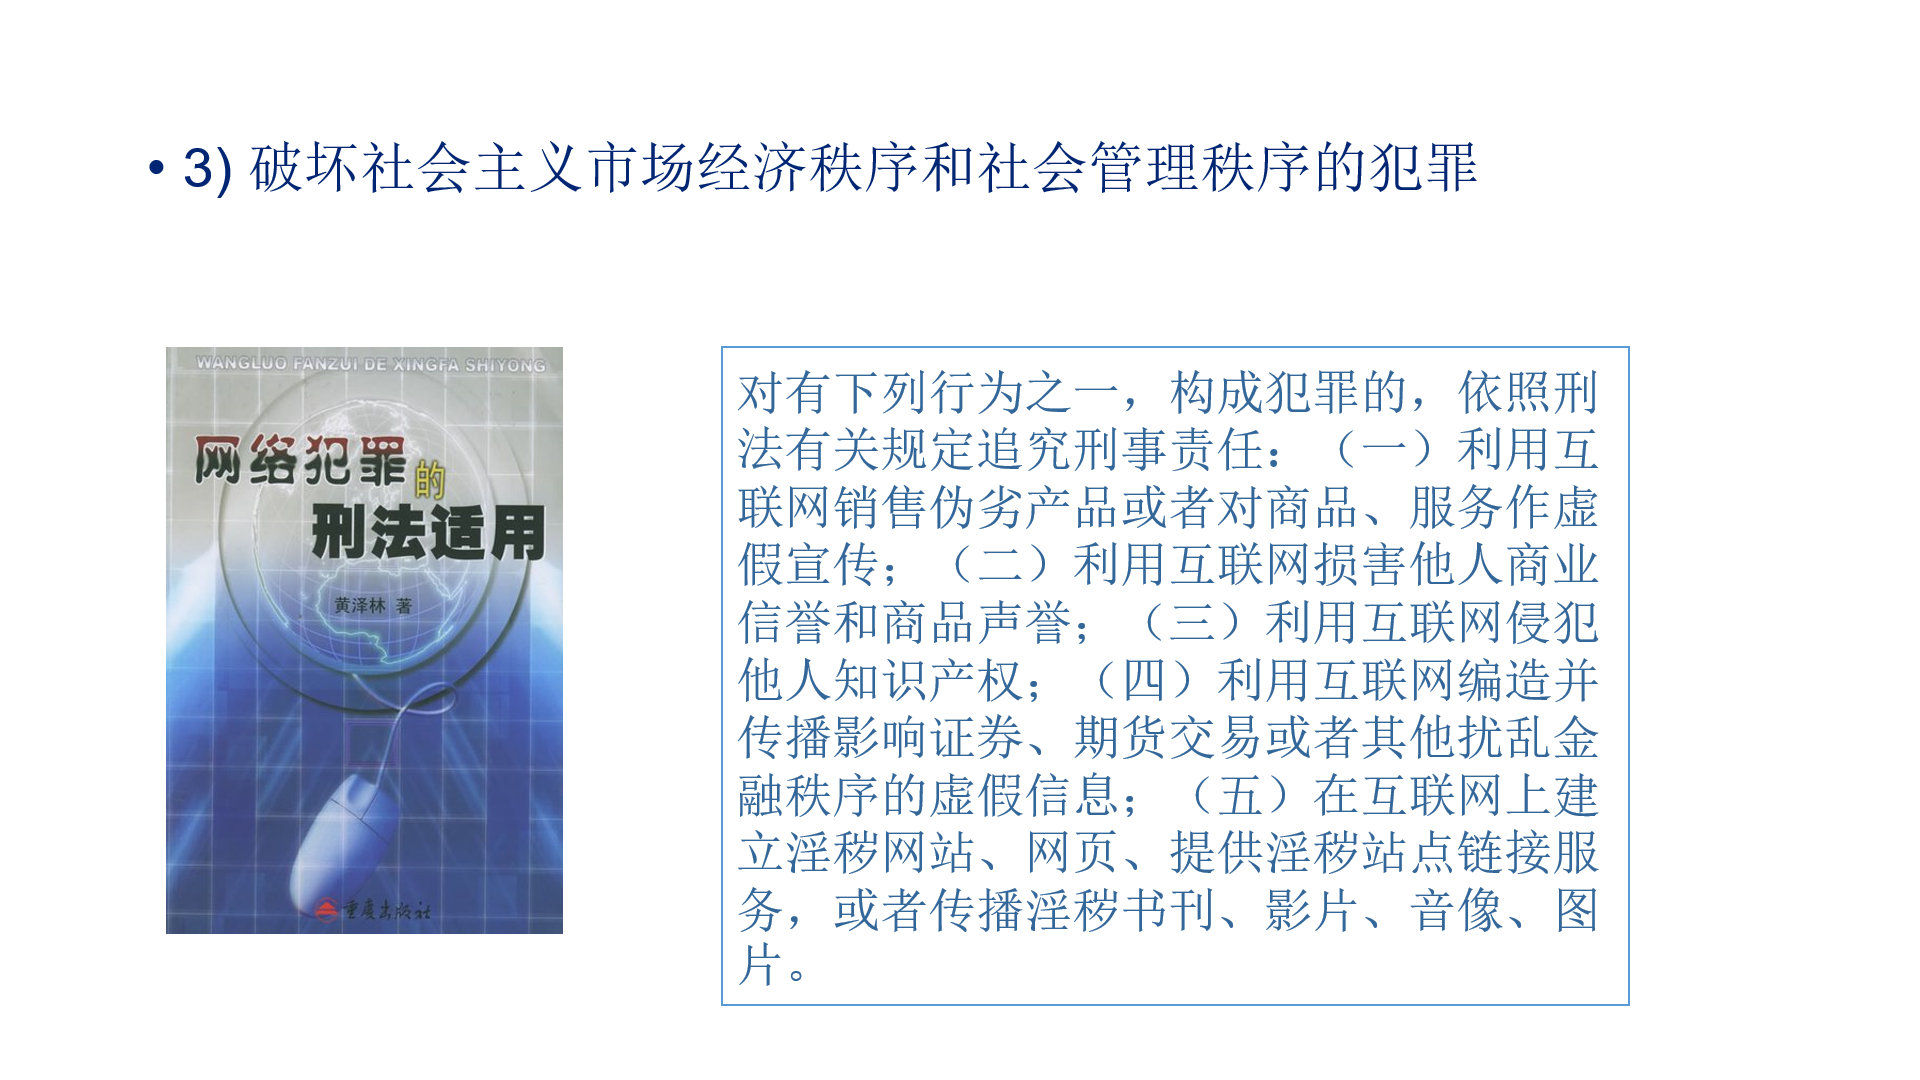 • 3) 破坏社会主义市场经济秩序和社会管理秩序的犯罪
WANGLUO FANZUI DE XINGFA SHIYONG
网络犯罪的
刑法适用
黄泽林 著
重庆出版社
对有下列行为之一，构成犯罪的，依照刑
法有关规定追究刑事责任：（一）利用互
联网销售伪劣产品或者对商品、服务作虚
假宣传；（二）利用互联网损害他人商业
信誉和商品声誉；（三）利用互联网侵犯
他人知识产权；（四）利用互联网编造并
传播影响证券、期货交易或者其他扰乱金
融秩序的虚假信息；（五）在互联网上建
立淫秽网站、网页、提供淫秽站点链接服
务，或者传播淫秽书刊、影片、音像、图
片。